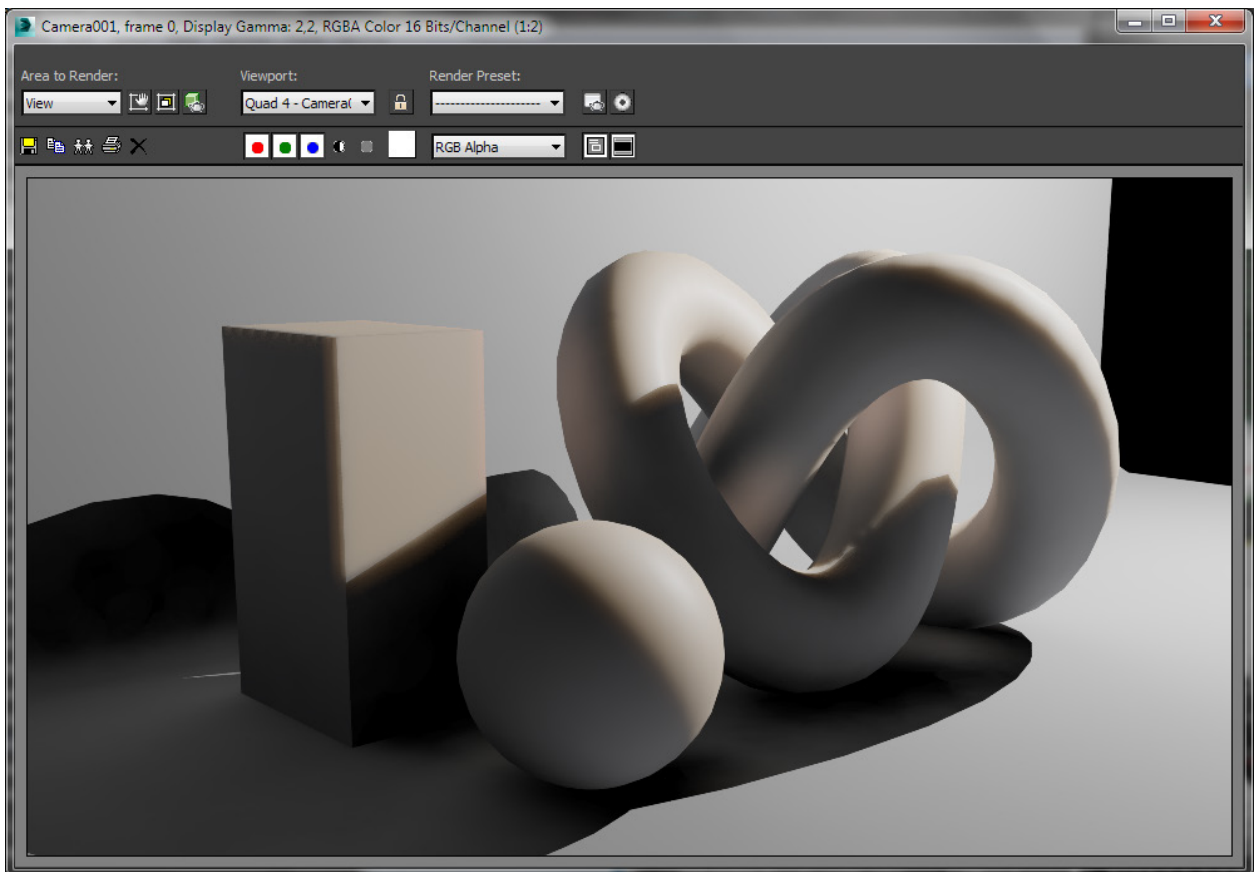 Camera001, frame 0, Display Gamma: 2,2, RGBA Color 16 Bits/Channel (1:2)
Area to Render:
Viewport:
Render Preset:
View
Quad 4 - Camera(
--------------------
RGB Alpha